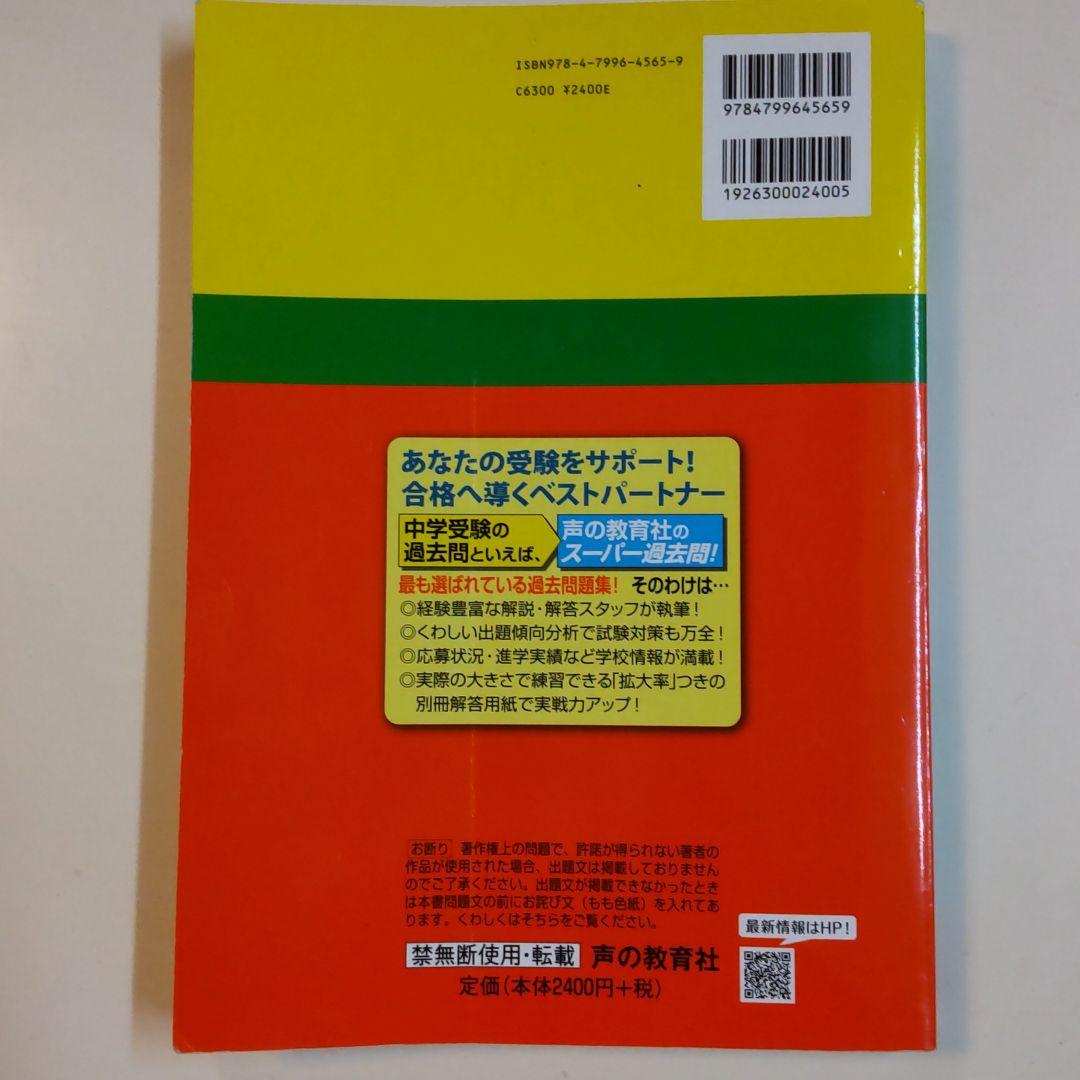 ISBN978-4-7996-4565-9
C6300 ¥2400E
9784799645659
1926300024005
あなたの受験をサポート!
合格へ導くベストパートナー
中学受験の
過去問といえば、
声の教育社の
スーパー過去問!
最も選ばれている過去問題集! そのわけは…
◎経験豊富な解説・解答スタッフが執筆!
◎くわしい出題傾向分析で試験対策も万全!
◎応募状況・進学実績など学校情報が満載!
◎実際の大きさで練習できる「拡大率」つきの
別冊解答用紙で実戦力アップ!
お断り 著作権上の問題で、許諾が得られない著者の
作品が使用された場合、出題文は掲載しておりません
のでご了承ください。出題文が掲載できなかったときは
本書問題文の前にお詫び文(もも色紙)を入れてあ
ります。くわしくはそちらをご覧ください。
最新情報はHP!
禁無断使用・転載 声の教育社
定価(本体2400円+税)